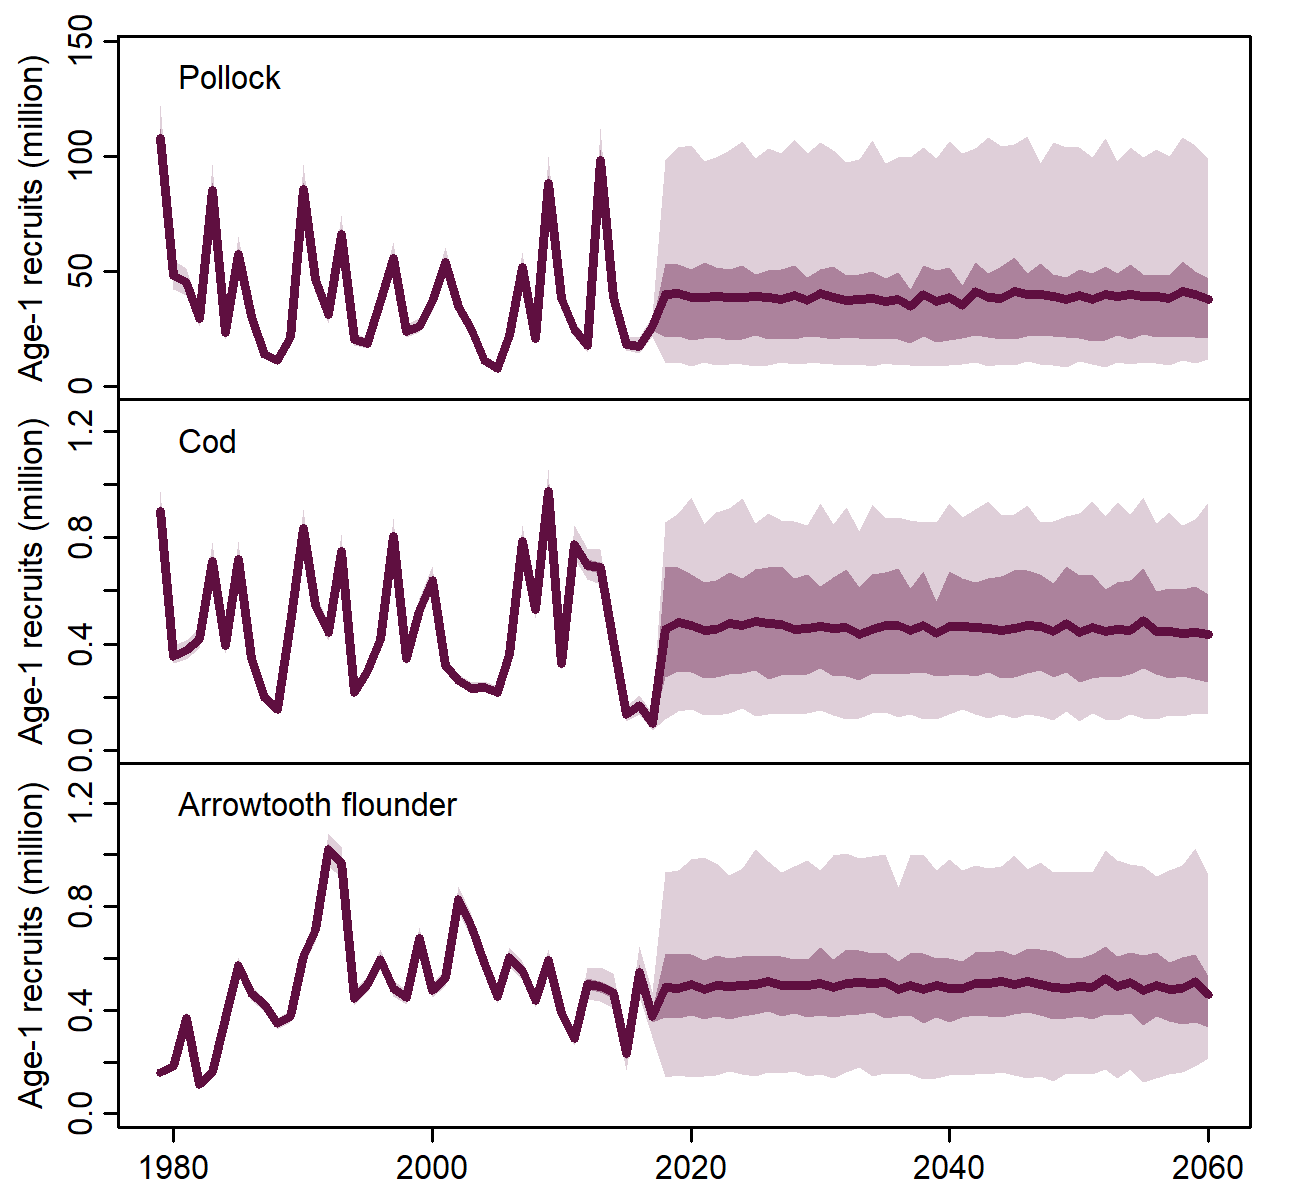 150
100
50
0
Age-1 recruits (million)
Pollock
1.2
0.8
0.4
0.0
Age-1 recruits (million)
Cod
1.2
0.8
0.4
0.0
Age-1 recruits (million)
Arrowtooth flounder
1980 2000 2020 2040 2060